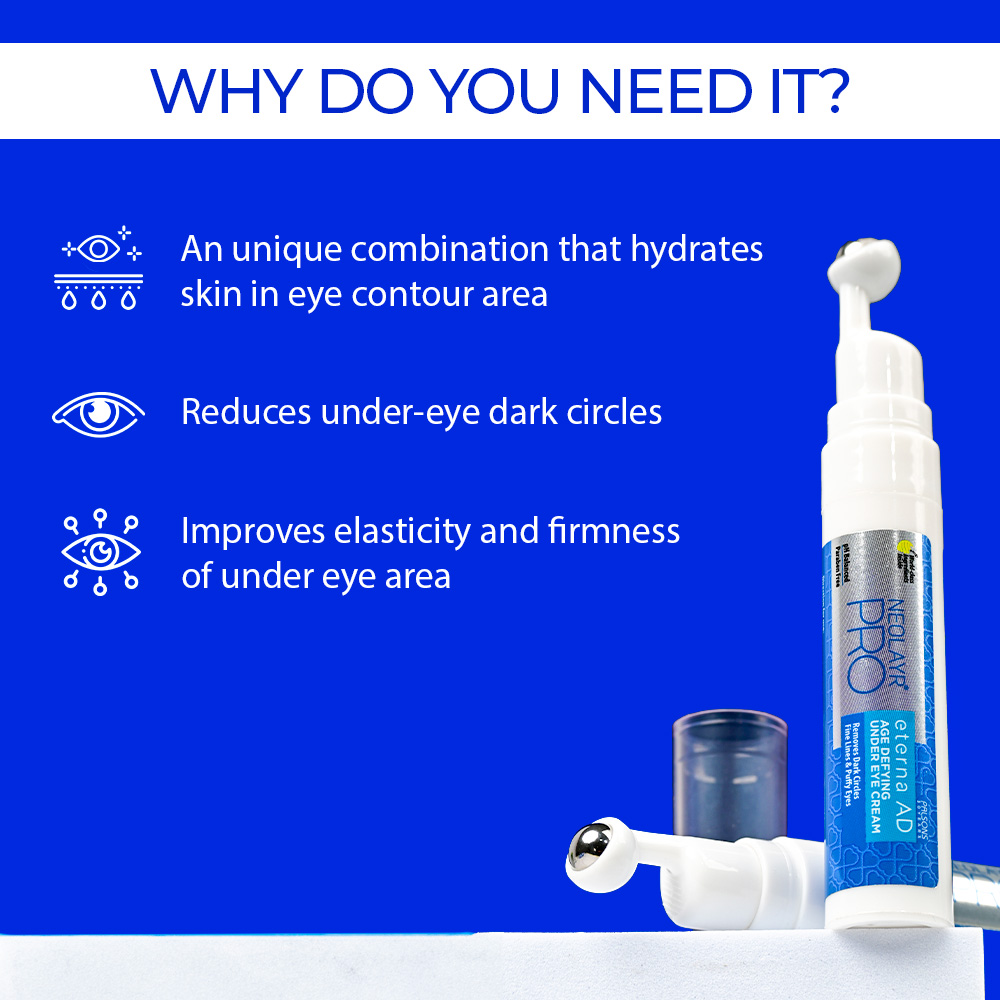 WHY DO YOU NEED IT?
An unique combination that hydrates
skin in eye contour area
Reduces under-eye dark circles
Improves elasticity and firmness
of under eye area
pH Balanced
Paraben Free
NEOLAYR®
PRO
eterna AD
AGE DEFYING
UNDER EYE CREAM
Removes Dark Circles
Fine Lines & Puffy Eyes
PALSONS